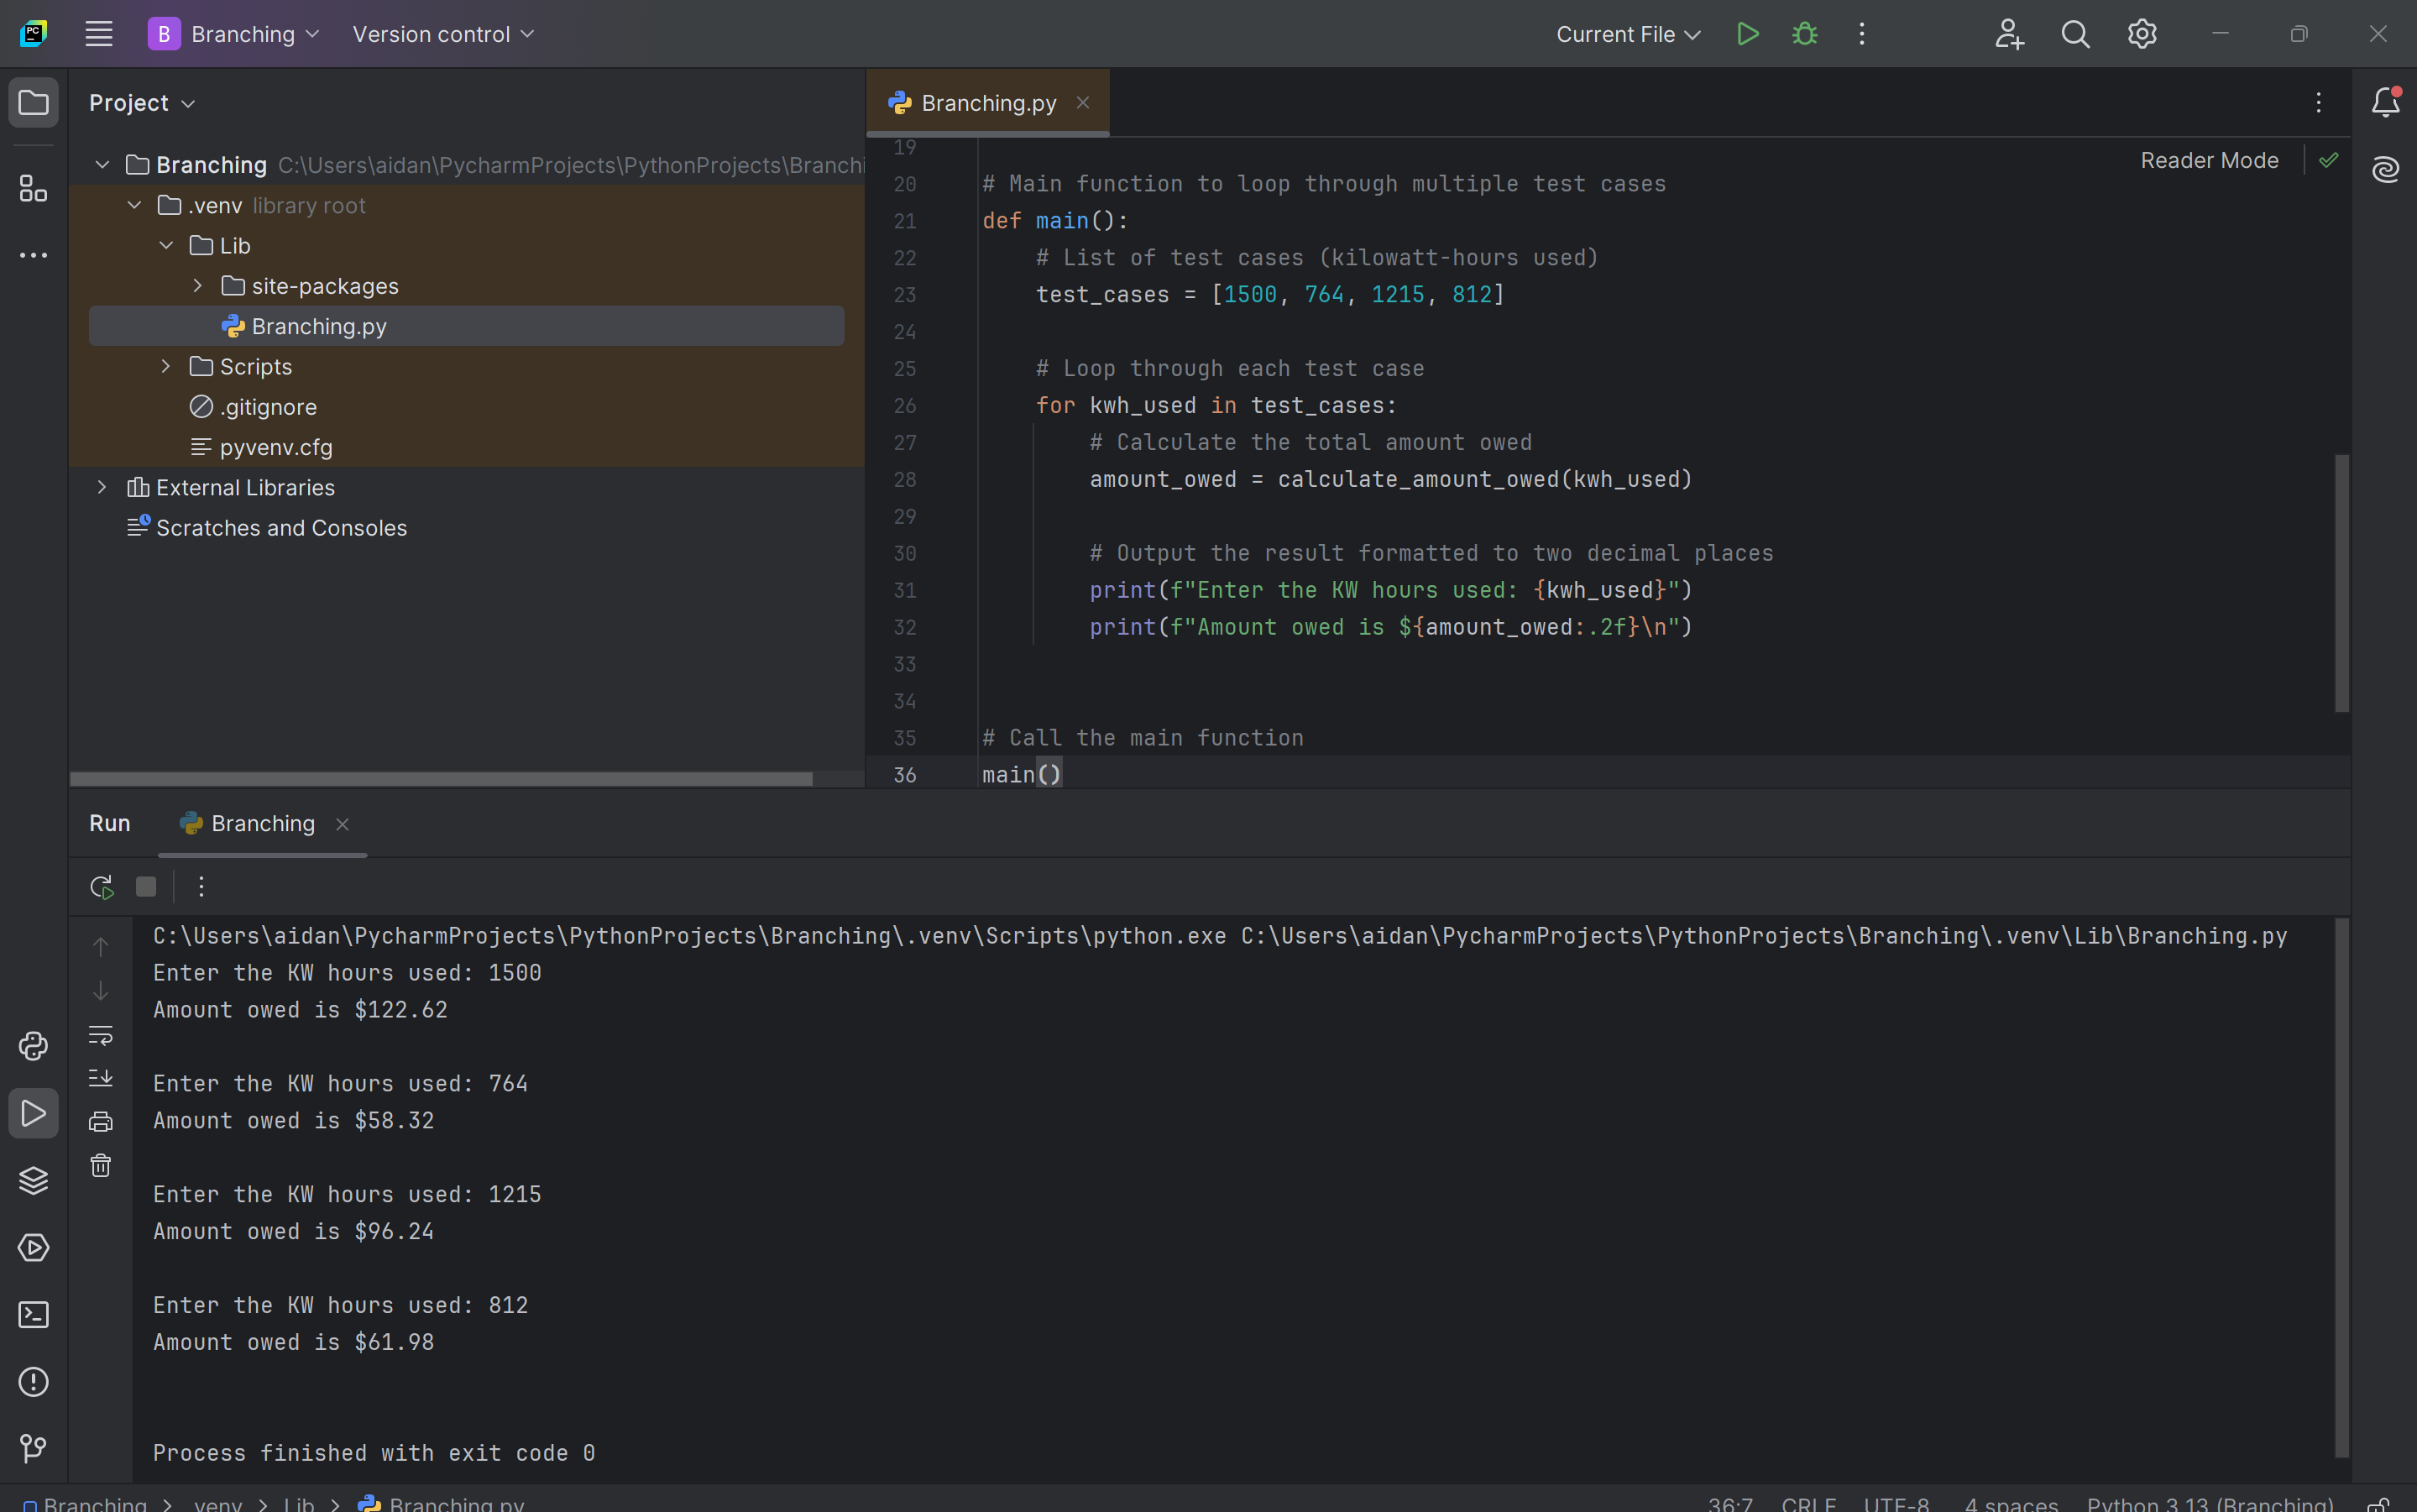 PC
B Branching Version control Current File
Project
Branching C:\Users\aidan\PycharmProjects\PythonProjects\Branchi
.venv library root
Lib
site-packages
Branching.py
Scripts
.gitignore
pyvenv.cfg
External Libraries
Scratches and Consoles
Branching.py
Reader Mode
19
20 # Main function to loop through multiple test cases
21 def main():
22 # List of test cases (kilowatt-hours used)
23 test_cases = [1500, 764, 1215, 812]
24
25 # Loop through each test case
26 for kwh_used in test_cases:
27 # Calculate the total amount owed
28 amount_owed = calculate_amount_owed(kwh_used)
29
30 # Output the result formatted to two decimal places
31 print(f"Enter the KW hours used: {kwh_used}")
32 print(f"Amount owed is ${amount_owed:.2f}\n")
33
34
35 # Call the main function
36 main()
Run Branching
C:\Users\aidan\PycharmProjects\PythonProjects\Branching\.venv\Scripts\python.exe C:\Users\aidan\PycharmProjects\PythonProjects\Branching\.venv\Lib\Branching.py
Enter the KW hours used: 1500
Amount owed is $122.62
Enter the KW hours used: 764
Amount owed is $58.32
Enter the KW hours used: 1215
Amount owed is $96.24
Enter the KW hours used: 812
Amount owed is $61.98
Process finished with exit code 0
Branching > .venv > Lib > Branching.py 36:7 CRLF UTF-8 4 spaces Python 3.13 (Branching)